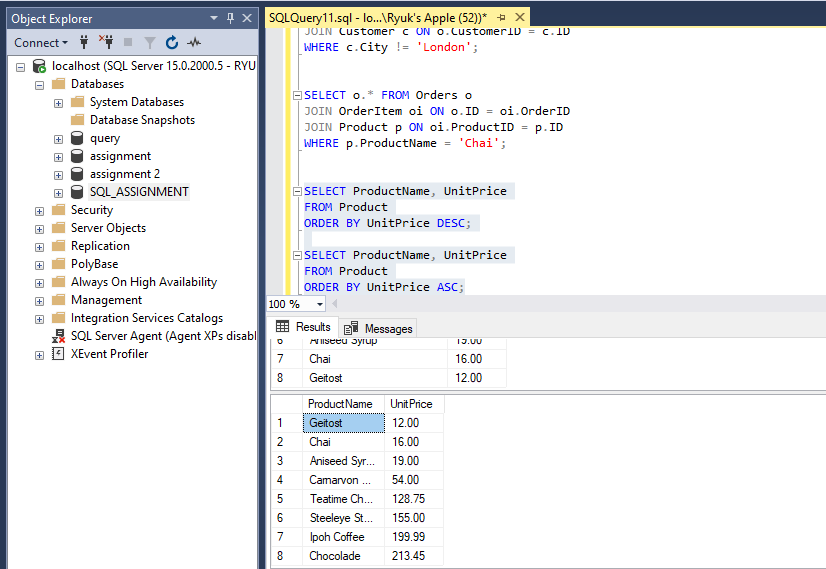 Object Explorer
Connect
localhost (SQL Server 15.0.2000.5 - RYU
Databases
System Databases
Database Snapshots
query
assignment
assignment 2
SQL_ASSIGNMENT
Security
Server Objects
Replication
PolyBase
Always On High Availability
Management
Integration Services Catalogs
SQL Server Agent (Agent XPs disabl
XEvent Profiler
SQLQuery11.sql - lo...\Ryuk's Apple (52))*
JOIN Customer c ON o.CustomerID = c.ID
WHERE c.City != 'London';
SELECT o.* FROM Orders o
JOIN OrderItem oi ON o.ID = oi.OrderID
JOIN Product p ON oi.ProductID = p.ID
WHERE p.ProductName = 'Chai';
SELECT ProductName, UnitPrice
FROM Product
ORDER BY UnitPrice DESC;
SELECT ProductName, UnitPrice
FROM Product
ORDER BY UnitPrice ASC;
100 %
Results Messages
6 Aniseed Syrup 19.00
7 Chai 16.00
8 Geitost 12.00
ProductName UnitPrice
1 Geitost 12.00
2 Chai 16.00
3 Aniseed Syr... 19.00
4 Carnarvon ... 54.00
5 Teatime Ch... 128.75
6 Steeleye St... 155.00
7 Ipoh Coffee 199.99
8 Chocolade 213.45